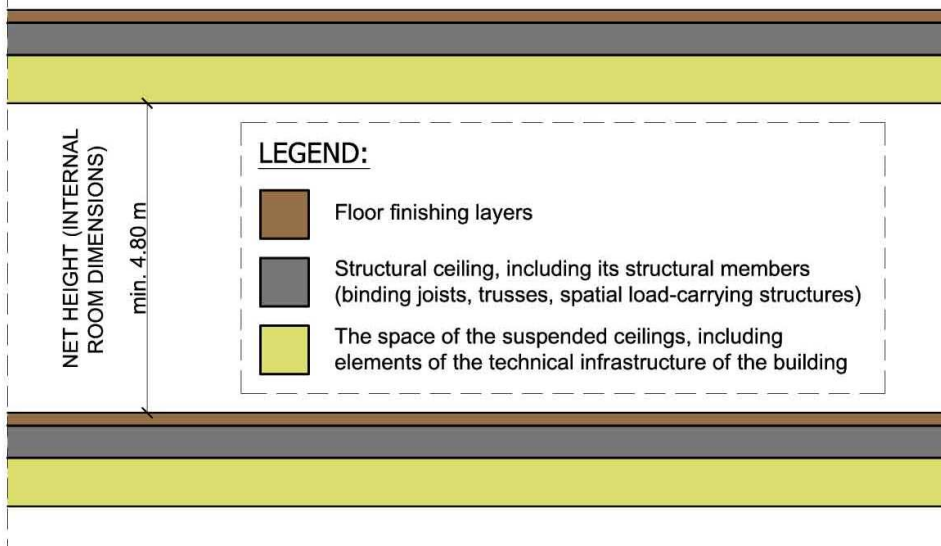 NET HEIGHT (INTERNAL
ROOM DIMENSIONS)
min. 4.80 m
LEGEND:
Floor finishing layers
Structural ceiling, including its structural members
(binding joists, trusses, spatial load-carrying structures)
The space of the suspended ceilings, including
elements of the technical infrastructure of the building